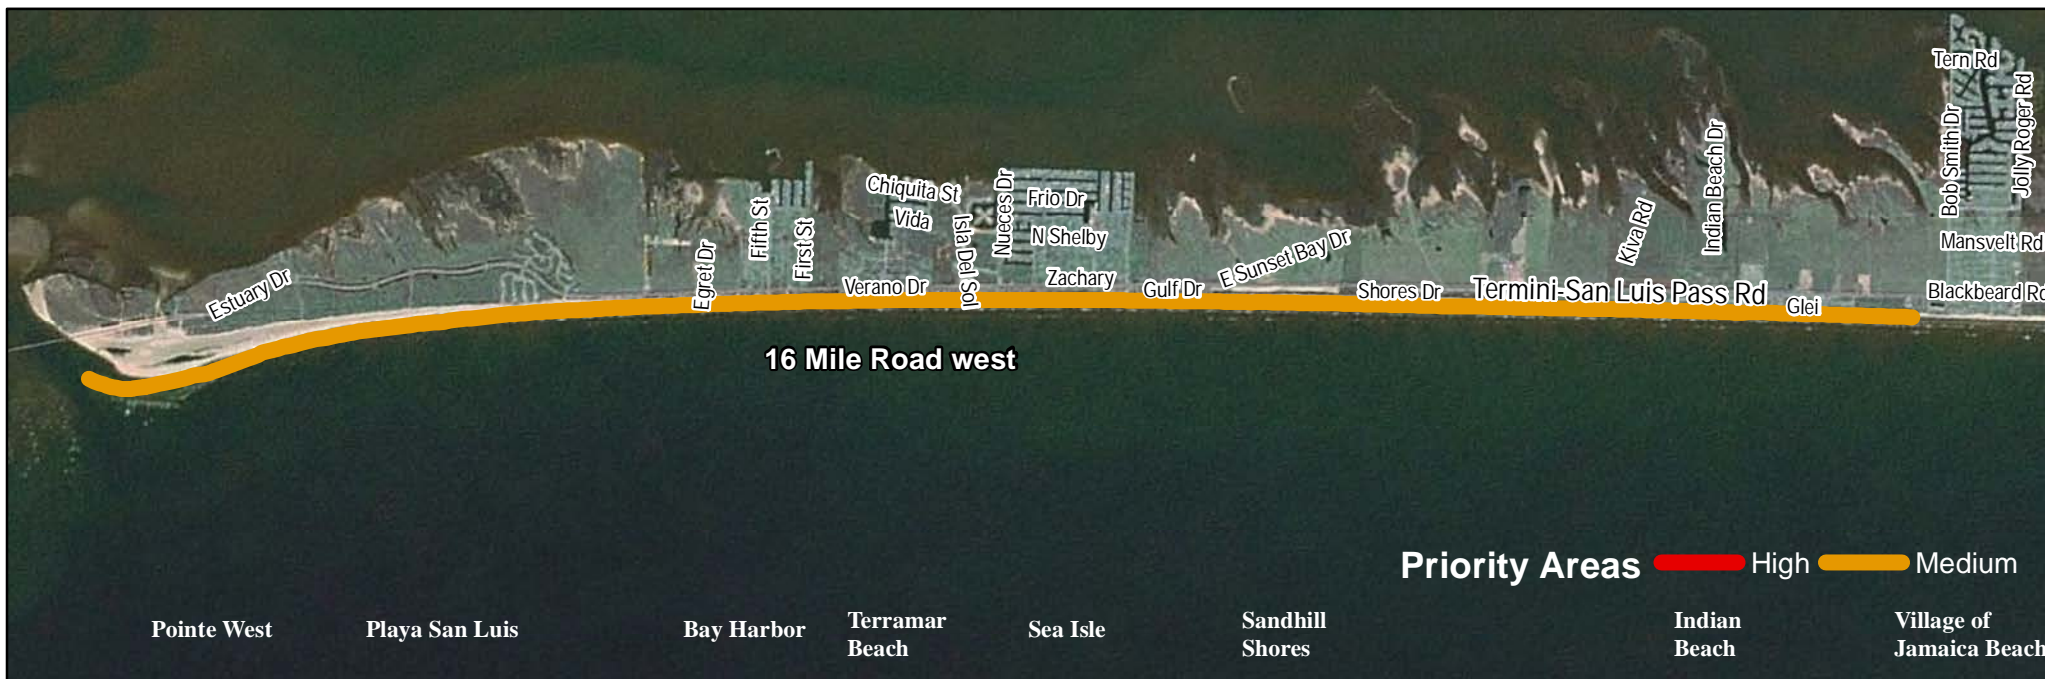 Tern Rd
Jolly Roger Rd
Bob Smith Dr
Indian Beach Dr
Chiquita St
Nueces Dr
Frio Dr
Vida
Fifth St
First St
Isla Del Sol
N Shelby
Kiva Rd
Mansvelt Rd
Egret Dr
E Sunset Bay Dr
Zachary
Estuary Dr
Verano Dr
Gulf Dr
Shores Dr
Termini-San Luis Pass Rd
Glei
Blackbeard Rd
16 Mile Road west
Priority Areas High Medium
Pointe West
Playa San Luis
Bay Harbor
Terramar
Beach
Sea Isle
Sandhill
Shores
Indian
Beach
Village of
Jamaica Beach